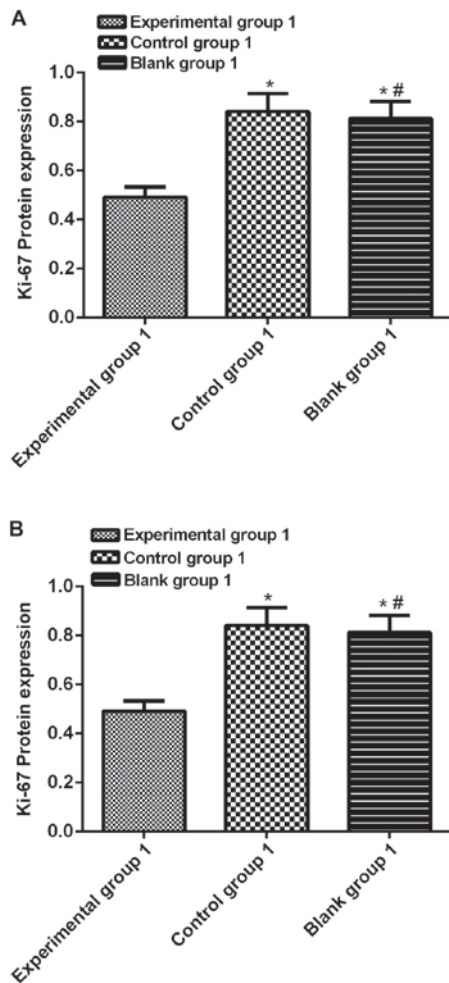 A
Experimental group 1
Control group 1
Blank group 1
Ki-67 Protein expression
1.0
0.8
0.6
0.4
0.2
0.0
*
* #
Experimental group 1
Control group 1
Blank group 1
B
Experimental group 1
Control group 1
Blank group 1
Ki-67 Protein expression
1.0
0.8
0.6
0.4
0.2
0.0
*
* #
Experimental group 1
Control group 1
Blank group 1